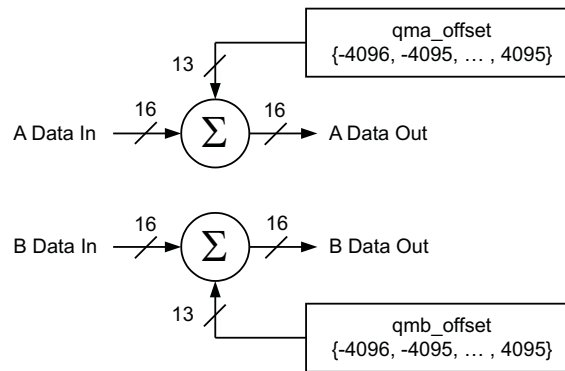 qma_offset
{-4096, -4095, … , 4095}
13
16
16
A Data In
Σ
A Data Out
16
16
B Data In
Σ
B Data Out
13
qmb_offset
{-4096, -4095, … , 4095}